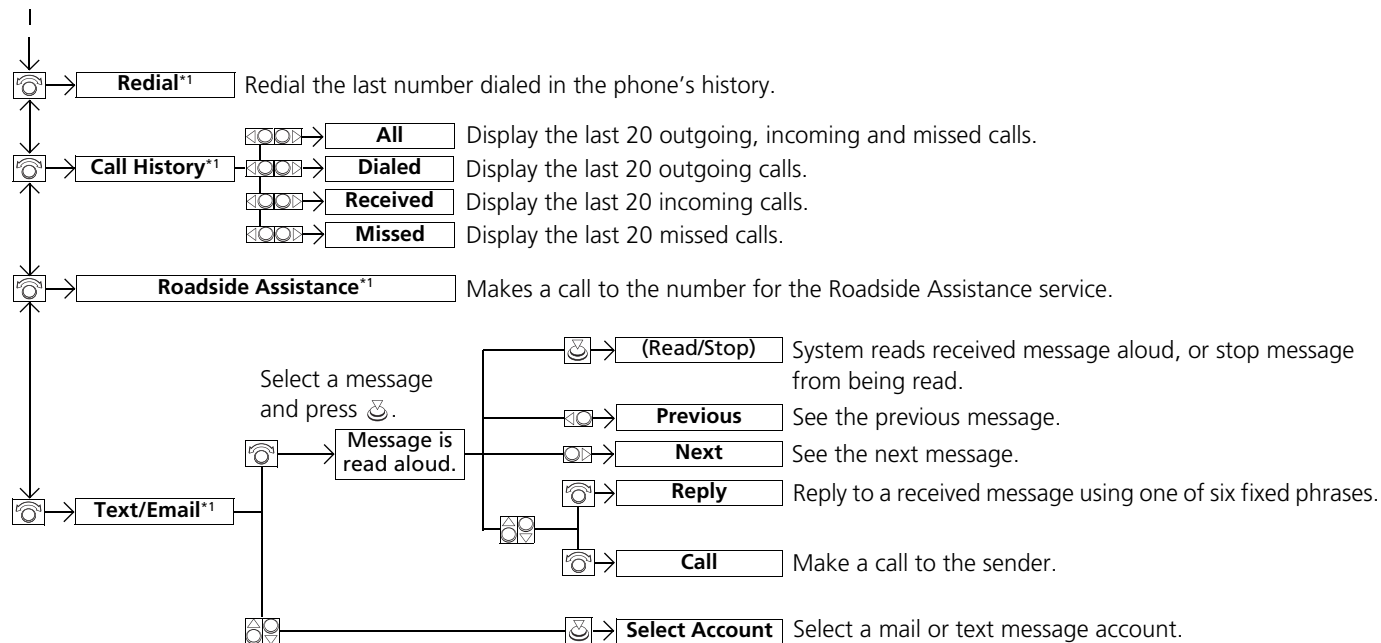 Redial*1 Redial the last number dialed in the phone's history.
All Display the last 20 outgoing, incoming and missed calls.
Call History*1 Dialed Display the last 20 outgoing calls.
Received Display the last 20 incoming calls.
Missed Display the last 20 missed calls.
Roadside Assistance*1 Makes a call to the number for the Roadside Assistance service.
(Read/Stop) System reads received message aloud, or stop message
from being read.
Select a message
and press .
Previous See the previous message.
Message is
read aloud.
Next See the next message.
Reply Reply to a received message using one of six fixed phrases.
Text/Email*1
Call Make a call to the sender.
Select Account Select a mail or text message account.